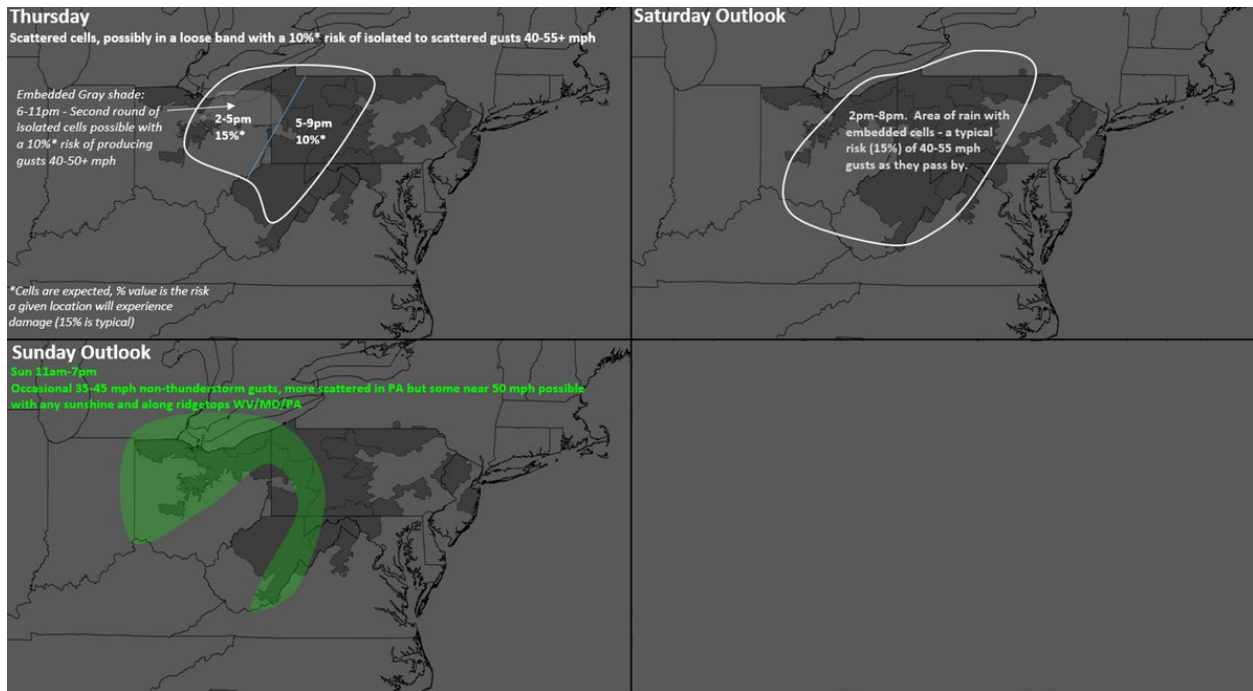 Thursday
Scattered cells, possibly in a loose band with a 10%* risk of isolated to scattered gusts 40-55+ mph
Embedded Gray shade:
6-11pm - Second round of
isolated cells possible with
a 10%* risk of producing
gusts 40-50+ mph
2-5pm
15%*
5-9pm
10%*
*Cells are expected, % value is the risk
a given location will experience
damage (15% is typical)
Saturday Outlook
2pm-8pm. Area of rain with
embedded cells - a typical
risk (15%) of 40-55 mph
gusts as they pass by.
Sunday Outlook
Sun 11am-7pm
Occasional 35-45 mph non-thunderstorm gusts, more scattered in PA but some near 50 mph possible
with any sunshine and along ridgetops WV/MD/PA